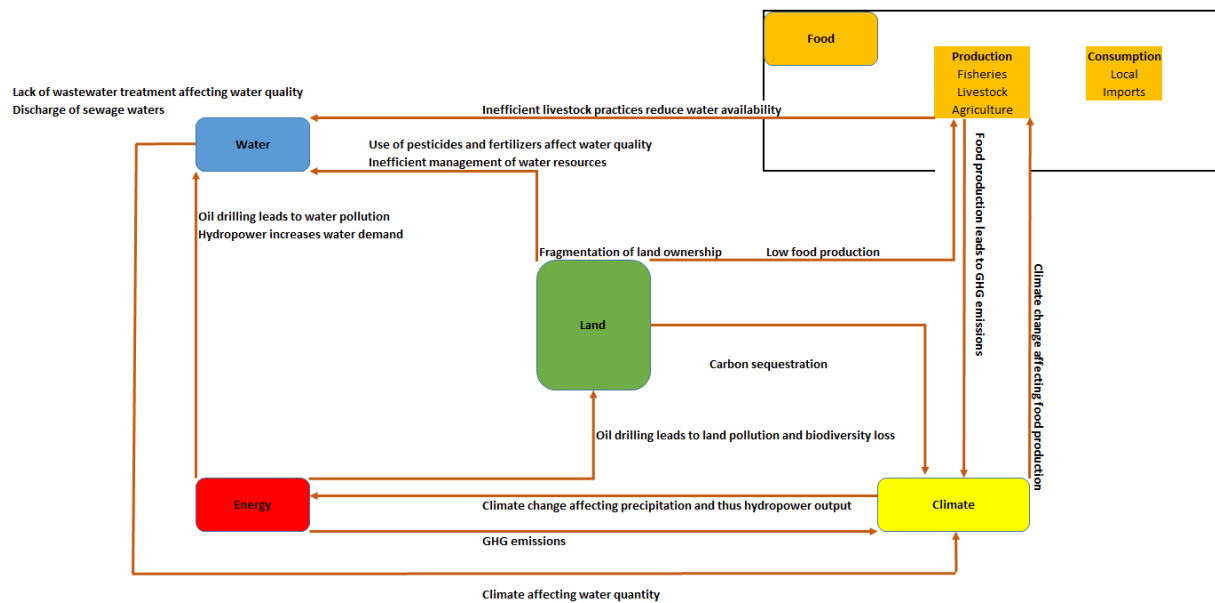 Food
Production
Fisheries
Livestock
Agriculture
Consumption
Local
Imports
Lack of wastewater treatment affecting water quality
Discharge of sewage waters
Water
Inefficient livestock practices reduce water availability
Use of pesticides and fertilizers affect water quality
Inefficient management of water resources
Oil drilling leads to water pollution
Hydropower increases water demand
Fragmentation of land ownership
Low food production
Food production leads to GHG emissions
Climate change affecting food production
Land
Carbon sequestration
Oil drilling leads to land pollution and biodiversity loss
Energy
Climate change affecting precipitation and thus hydropower output
Climate
GHG emissions
Climate affecting water quantity